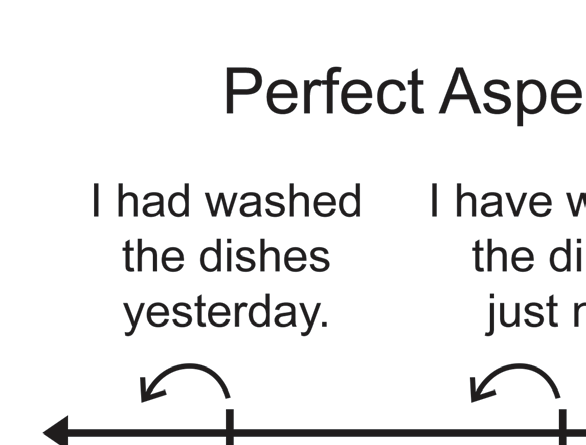 Perfect Aspe
I had washed
the dishes
yesterday.
I have w
the di
just n